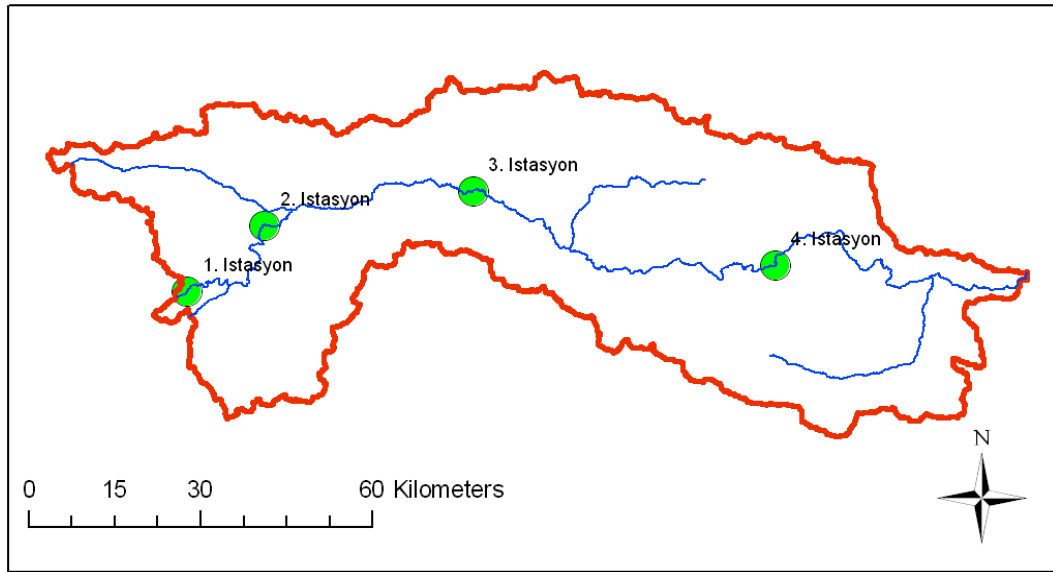 3. Istasyon
2. Istasyon
4. Istasyon
1. Istasyon
N
0 15 30 60 Kilometers